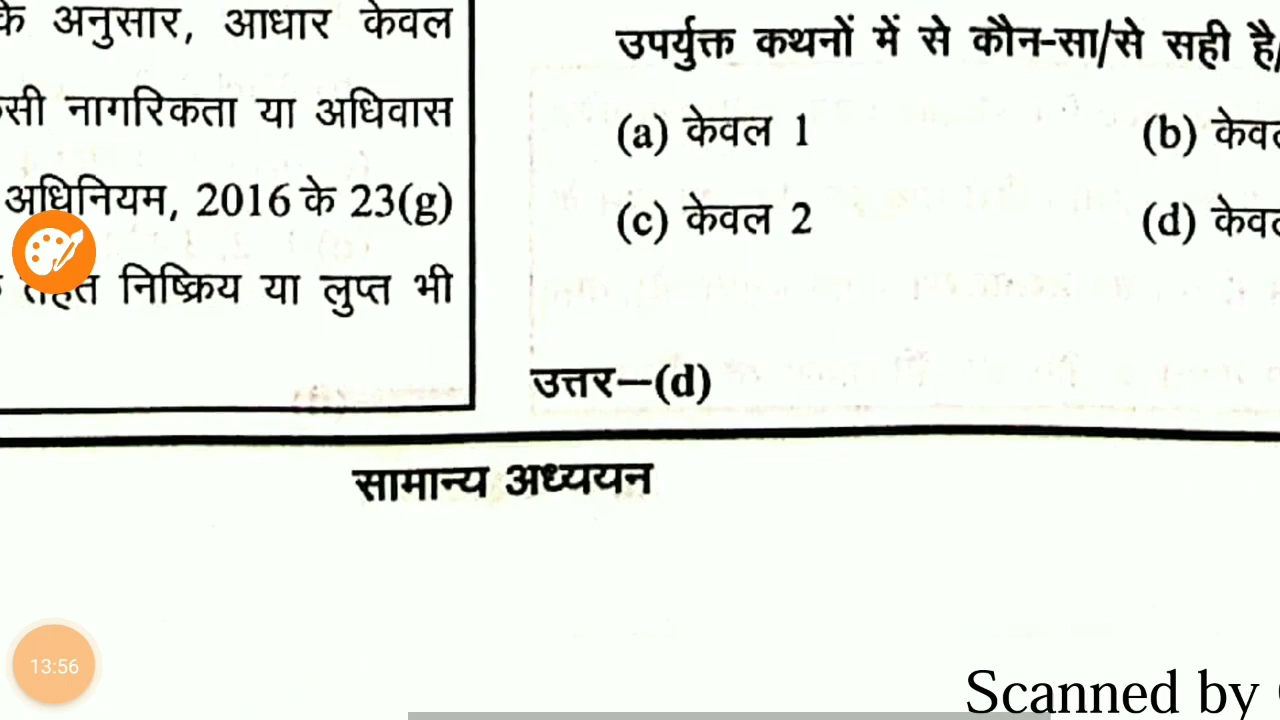 के अनुसार, आधार केवल
नागरिकता या अधिवास
अधिनियम, 2016 के 23(g)
तहत निष्क्रिय या लुप्त भी
उपर्युक्त कथनों में से कौन-सा/से सही है/
(a) केवल 1
(b)
(c) केवल 2
(d)
उत्तर—(d)
सामान्य अध्ययन
Scanned by
13:56